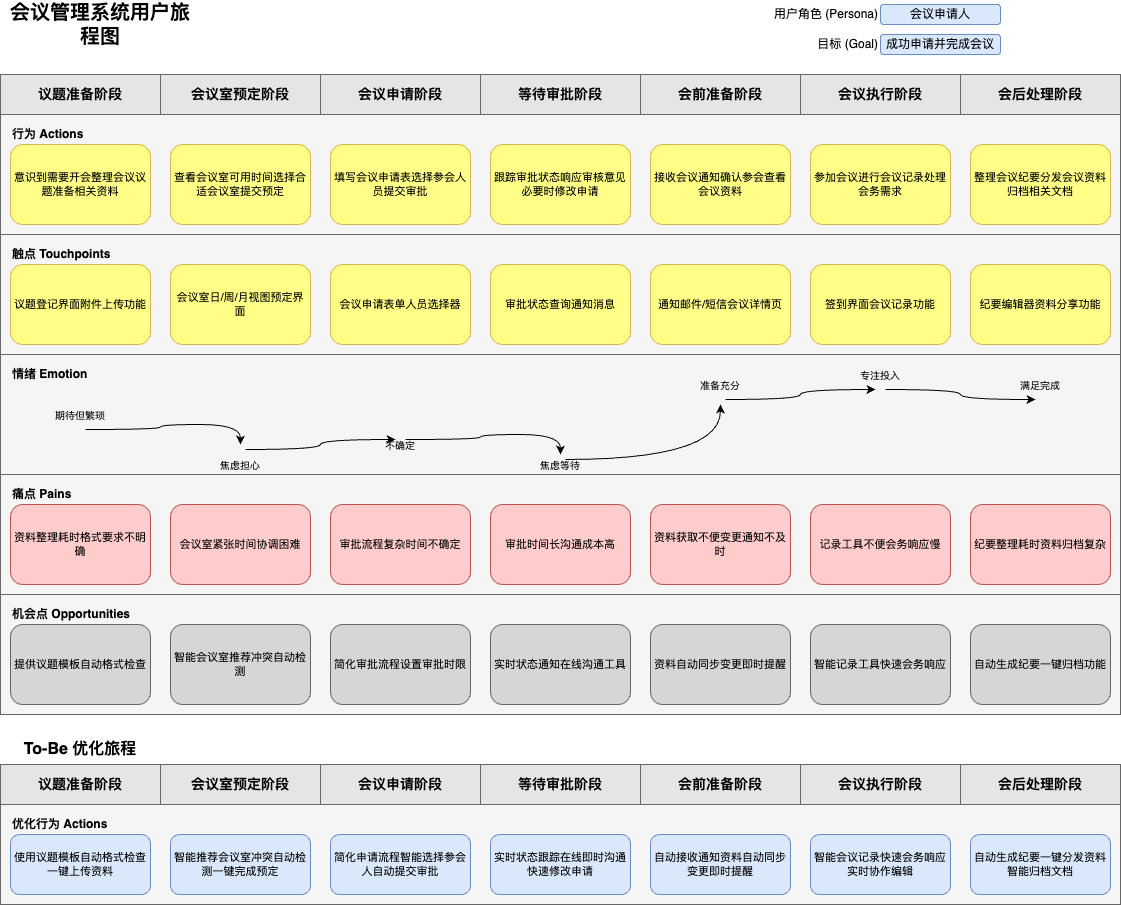 会议管理系统用户旅
程图
用户角色 (Persona)
会议申请人
目标 (Goal)
成功申请并完成会议
议题准备阶段
会议室预定阶段
会议申请阶段
等待审批阶段
会前准备阶段
会议执行阶段
会后处理阶段
行为 Actions
意识到需要开会整理会议议
题准备相关资料
查看会议室可用时间选择合
适会议室提交预定
填写会议申请表选择参会人
员提交审批
跟踪审批状态响应审核意见
必要时修改申请
接收会议通知确认参会查看
会议资料
参加会议进行会议记录处理
会务需求
整理会议纪要分发会议资料
归档相关文档
触点 Touchpoints
议题登记界面附件上传功能
会议室日/周/月视图预定界
面
会议申请表单人员选择器
审批状态查询通知消息
通知邮件/短信会议详情页
签到界面会议记录功能
纪要编辑器资料分享功能
情绪 Emotion
期待但繁琐
焦虑担心
不确定
焦虑等待
准备充分
专注投入
满足完成
痛点 Pains
资料整理耗时格式要求不明
确
会议室紧张时间协调困难
审批流程复杂时间不确定
审批时间长沟通成本高
资料获取不便变更通知不及
时
记录工具不便会务响应慢
纪要整理耗时资料归档复杂
机会点 Opportunities
提供议题模板自动格式检查
智能会议室推荐冲突自动检
测
简化审批流程设置审批时限
实时状态通知在线沟通工具
资料自动同步变更即时提醒
智能记录工具快速会务响应
自动生成纪要一键归档功能
To-Be 优化旅程
议题准备阶段
会议室预定阶段
会议申请阶段
等待审批阶段
会前准备阶段
会议执行阶段
会后处理阶段
优化行为 Actions
使用议题模板自动格式检查
一键上传资料
智能推荐会议室冲突自动检
测一键完成预定
简化申请流程智能选择参会
人自动提交审批
实时状态跟踪在线即时沟通
快速修改申请
自动接收通知资料自动同步
变更即时提醒
智能会议记录快速会务响应
实时协作编辑
自动生成纪要一键分发资料
智能归档文档